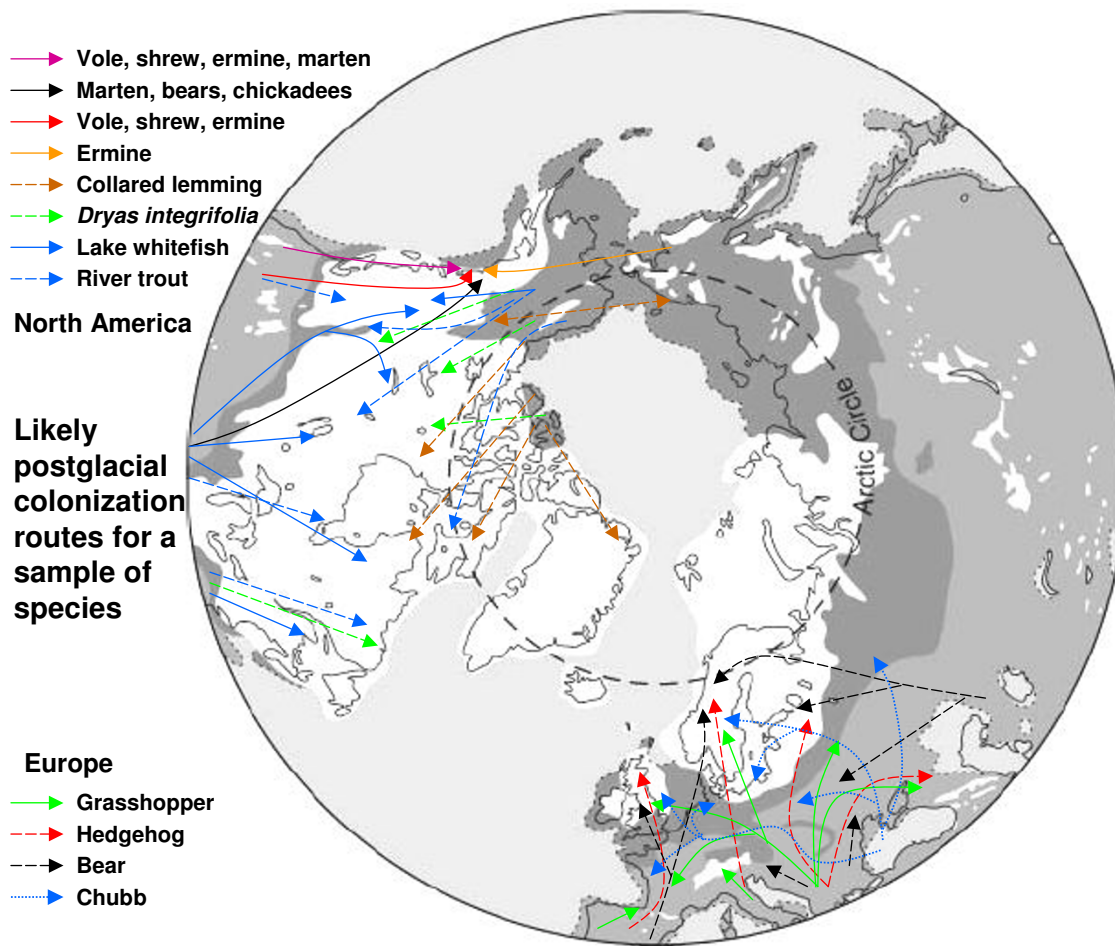 Vole, shrew, ermine, marten
Marten, bears, chickadees
Vole, shrew, ermine
Ermine
Collared lemming
Dryas integrifolia
Lake whitefish
River trout
North America
Likely
postglacial
colonization
routes for a
sample of
species
Arctic Circle
Europe
Grasshopper
Hedgehog
Bear
Chubb